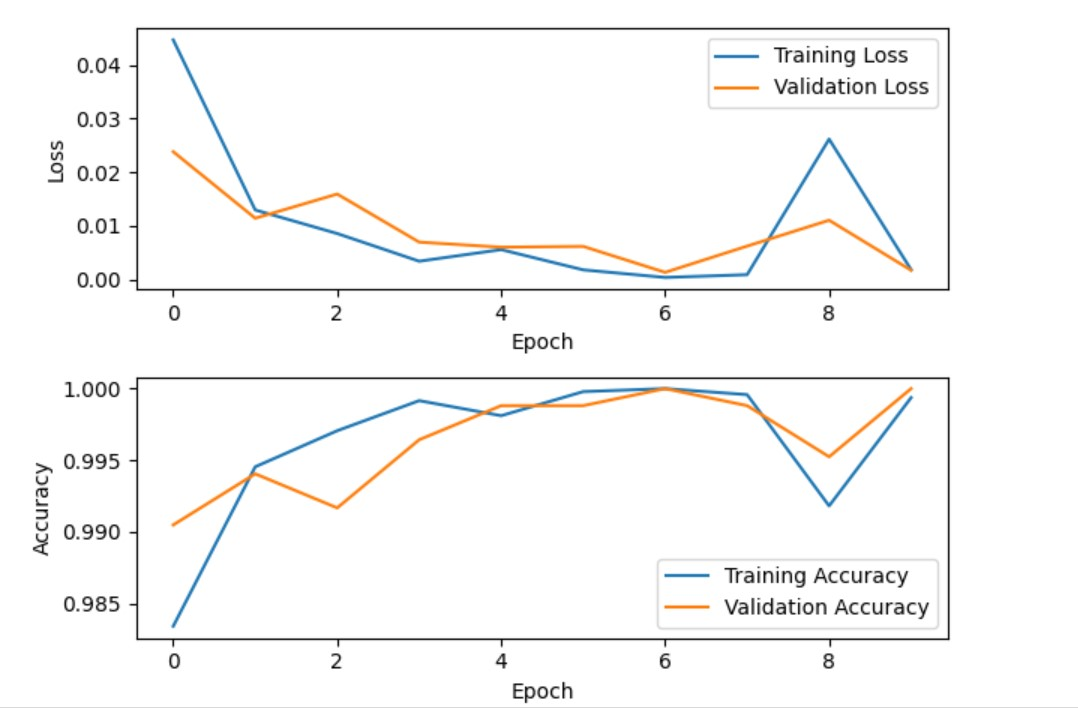 Training Loss
Validation Loss
0.04
0.03
0.02
0.01
0.00
Loss
0 2 4 6 8
Epoch
1.000
0.995
0.990
0.985
Accuracy
Training Accuracy
Validation Accuracy
0 2 4 6 8
Epoch